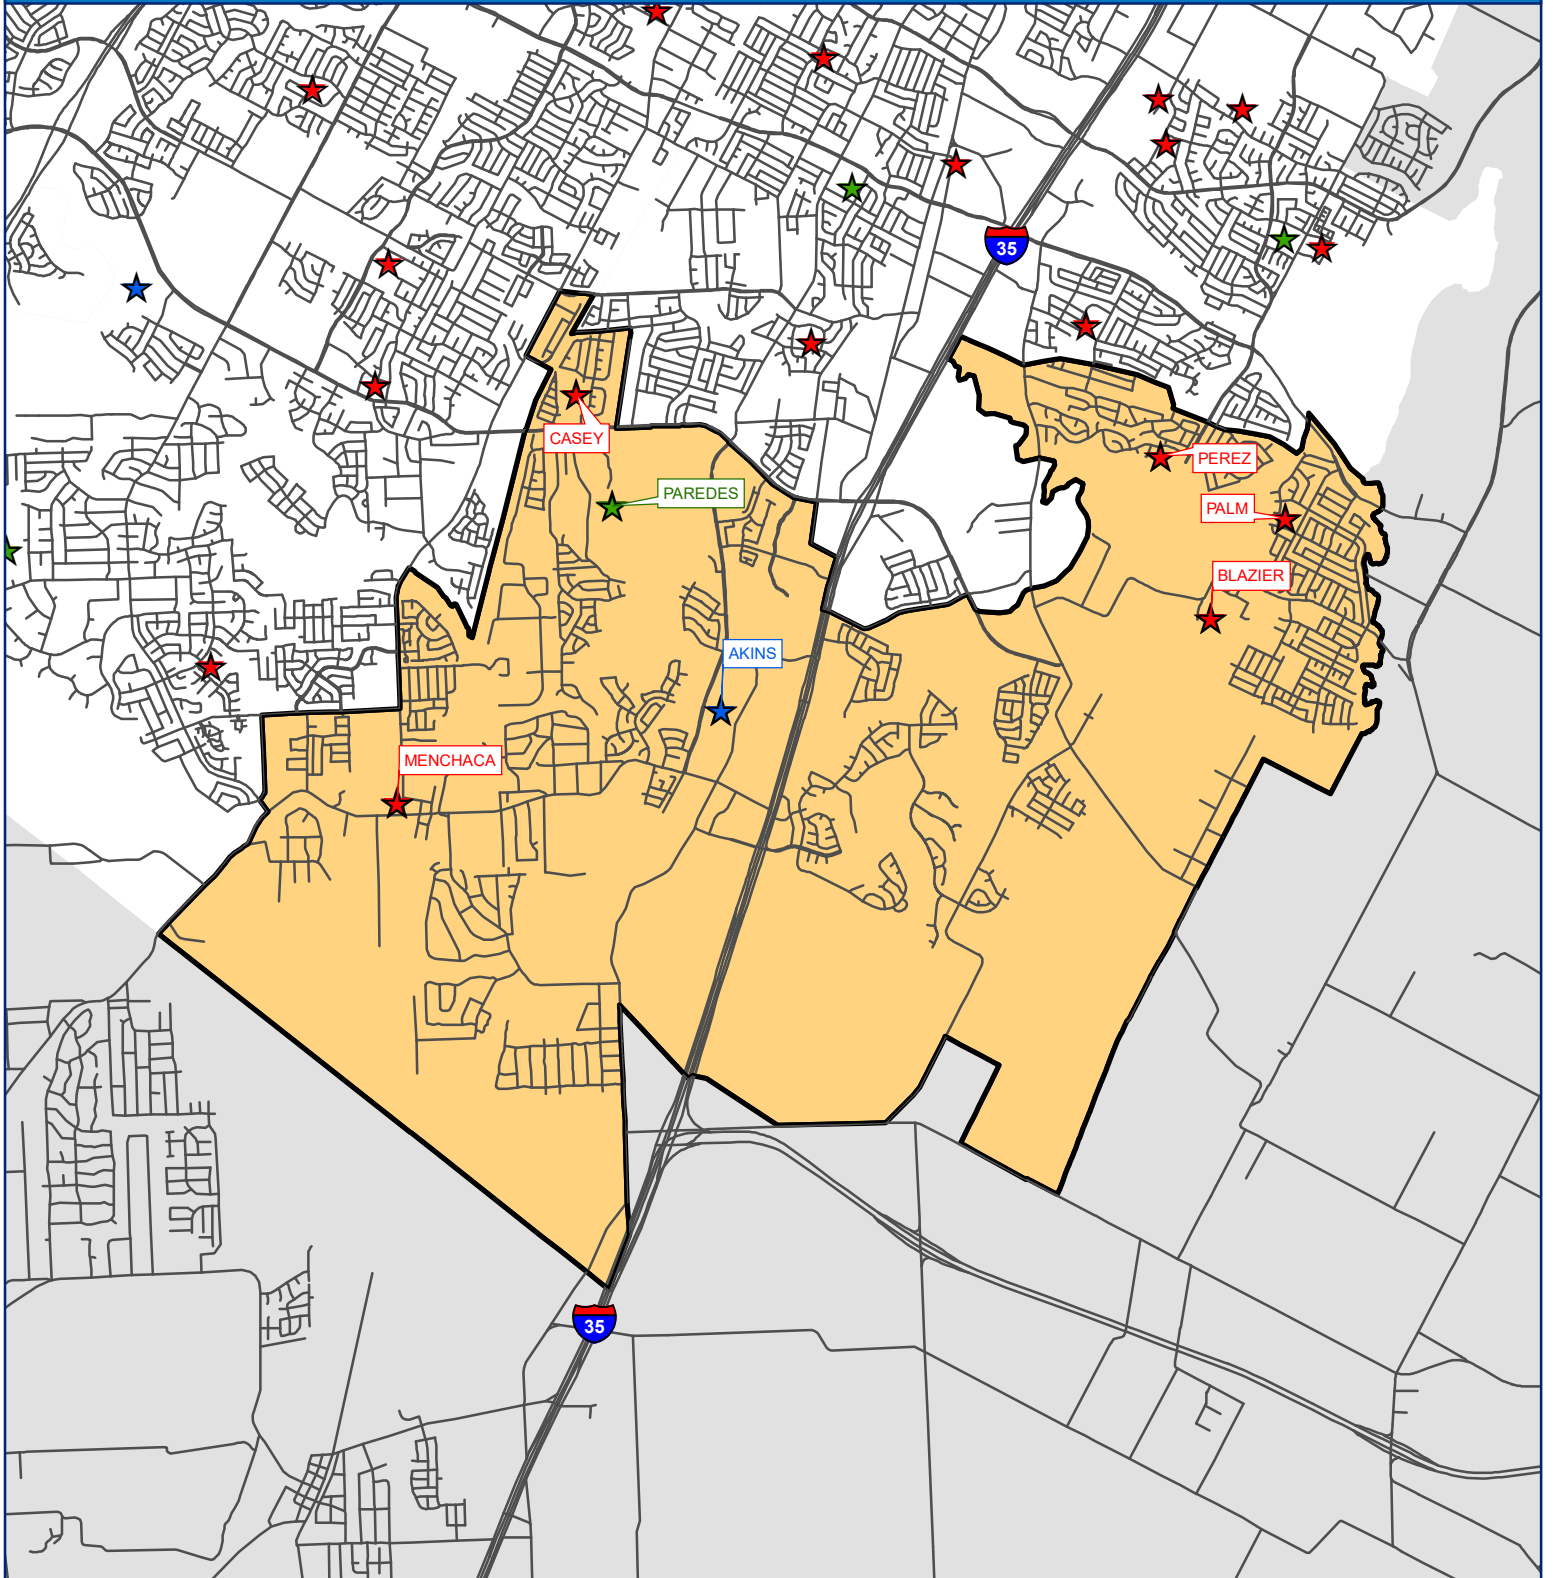 35
CASEY
PEREZ
PAREDES
PALM
BLAZIER
AKINS
MENCHACA
35